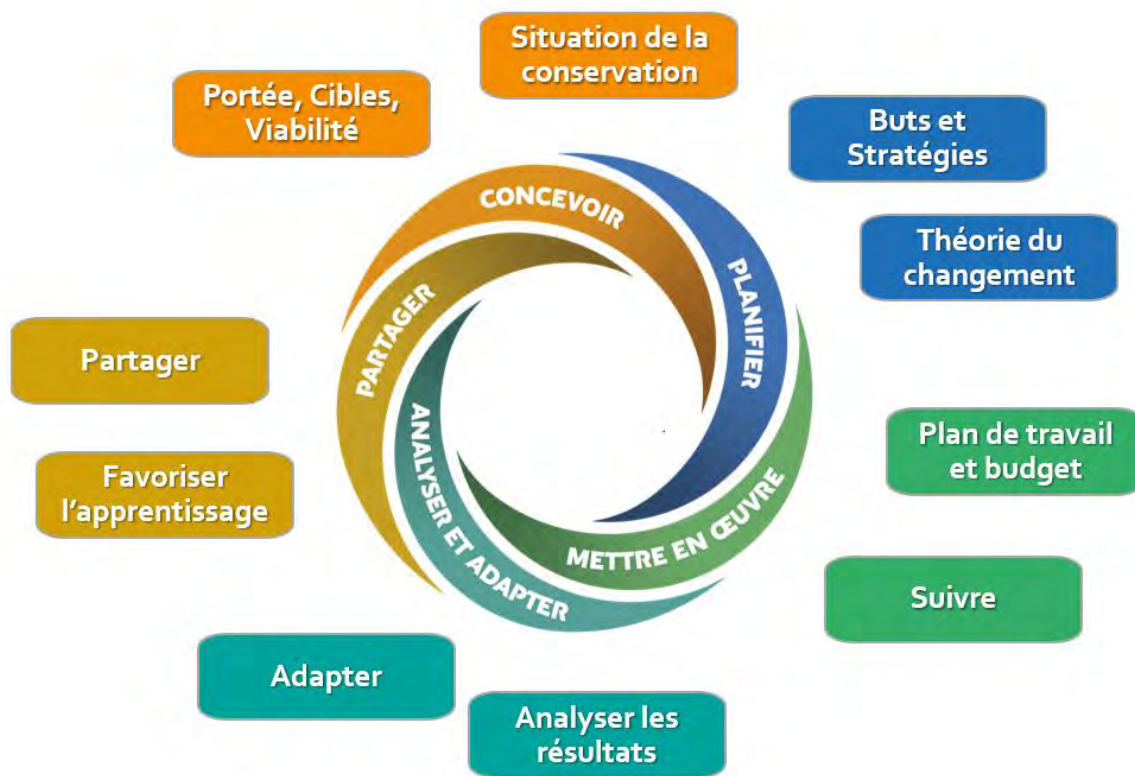 Situation de la
conservation
Portée, Cibles,
Viabilité
Buts et
Stratégies
Théorie du
changement
CONCEVOIR
PLANIFIER
PARTAGER
METTRE EN ŒUVRE
ANALYSER ET ADAPTER
Partager
Favoriser
l'apprentissage
Plan de travail
et budget
Suivre
Adapter
Analyser les
résultats